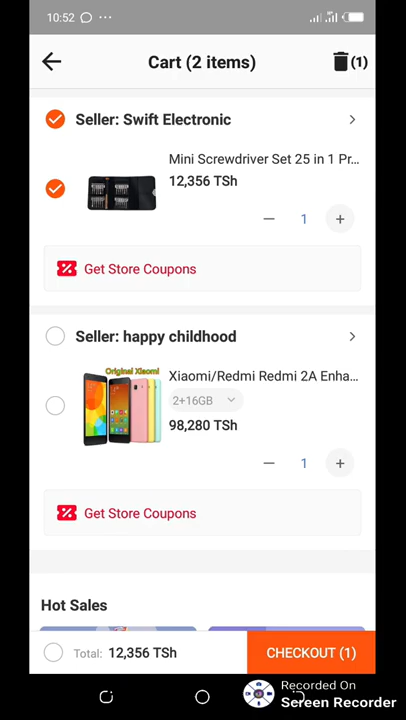 10:52
Cart (2 items)
(1)
Seller: Swift Electronic
Mini Screwdriver Set 25 in 1 Pr...
12,356 TSh
1
Get Store Coupons
Seller: happy childhood
Original Xiaomi
Xiaomi/Redmi Redmi 2A Enha...
2+16GB
98,280 TSh
1
Get Store Coupons
Hot Sales
Total: 12,356 TSh
CHECKOUT (1)
Recorded On
Screen Recorder